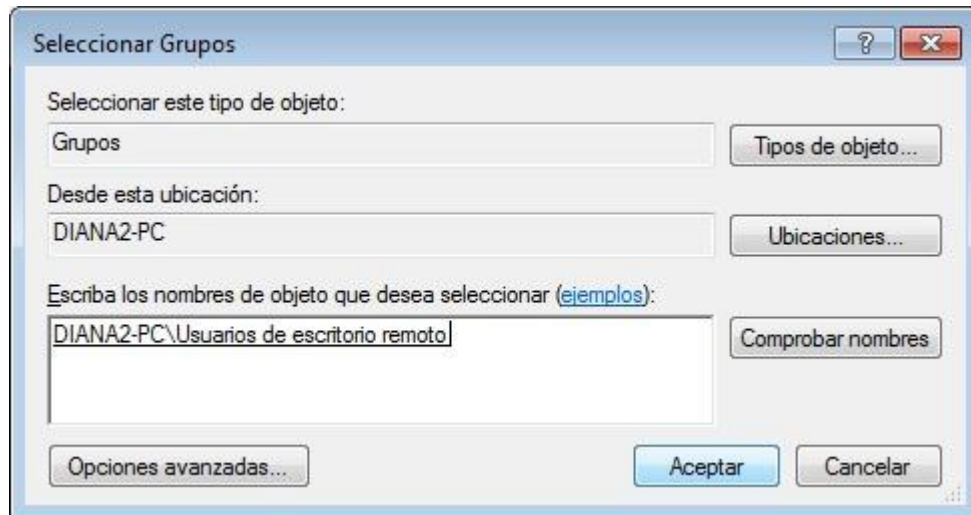 Seleccionar Grupos
Seleccionar este tipo de objeto:
Grupos
Tipos de objeto...
Desde esta ubicación:
DIANA2-PC
Ubicaciones...
Escriba los nombres de objeto que desea seleccionar (ejemplos):
DIANA2-PC\Usuarios de escritorio remoto
Comprobar nombres
Opciones avanzadas...
Aceptar
Cancelar